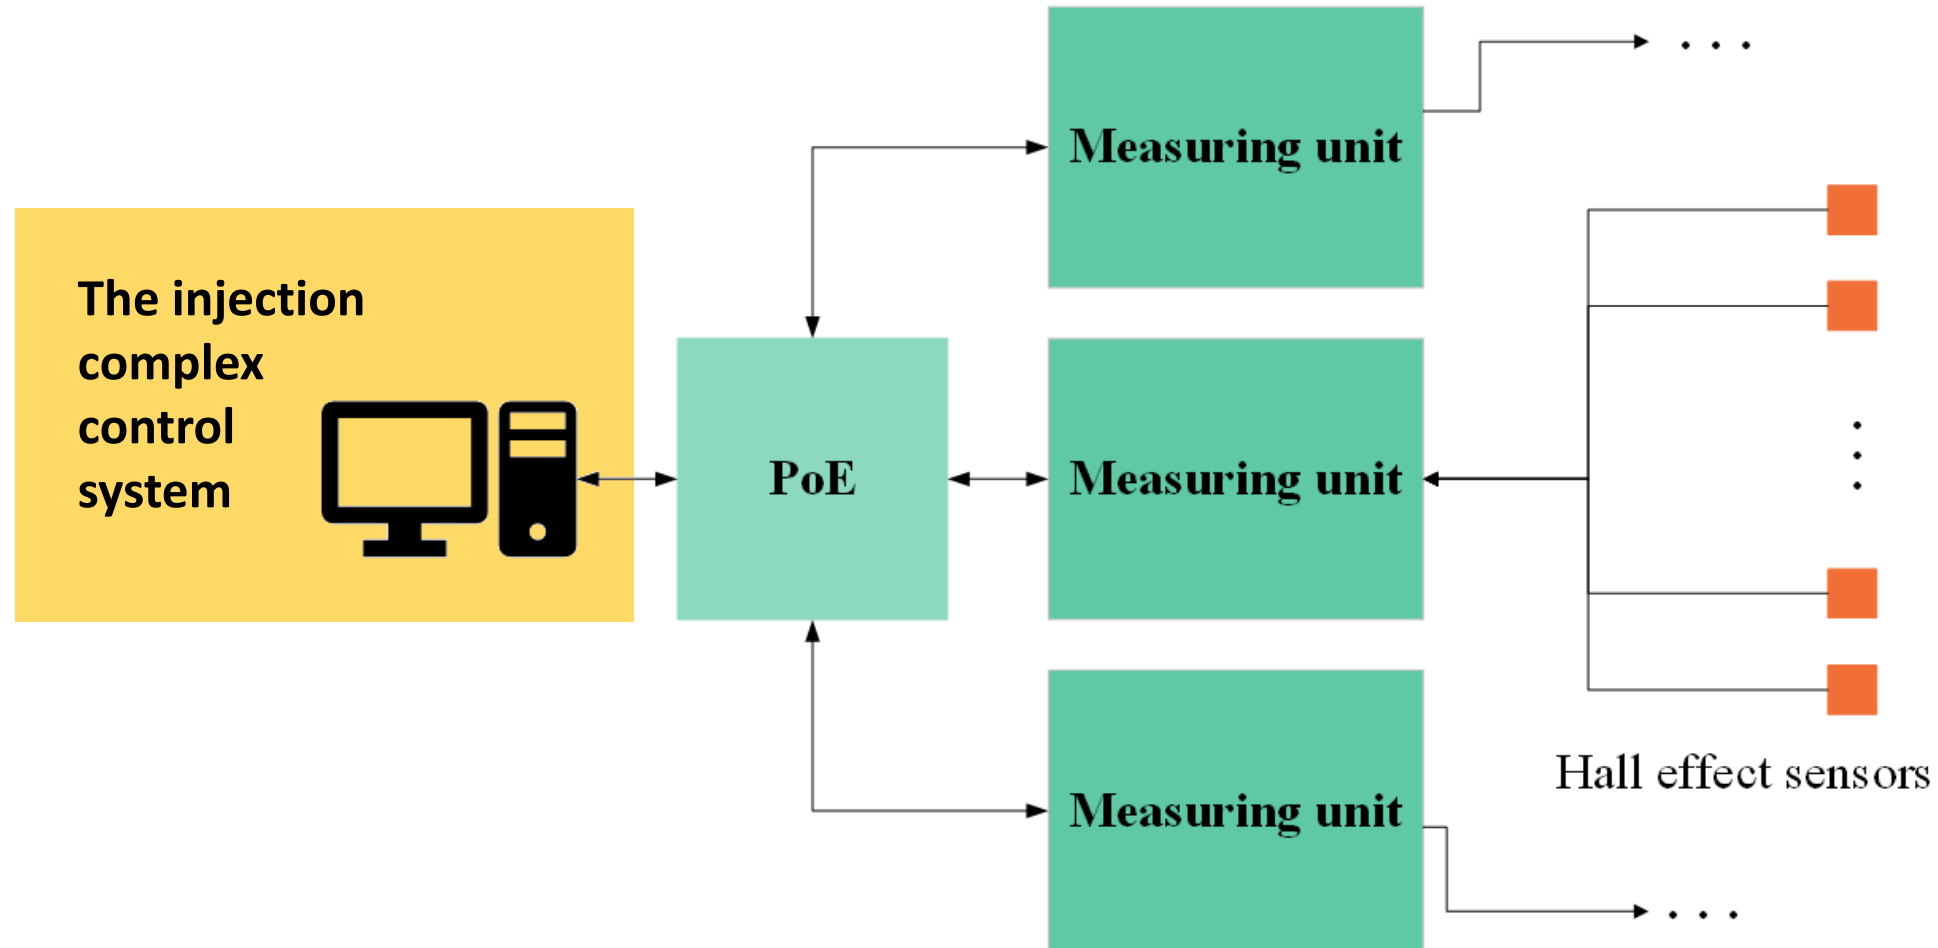 Measuring unit
The injection
complex
control
system
PoE
Measuring unit
Measuring unit
Hall effect sensors